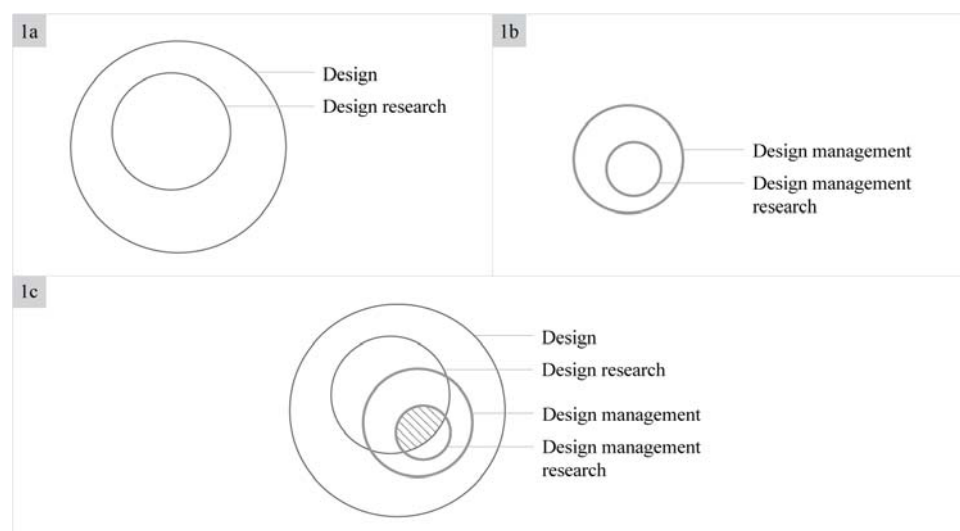 1a
Design
Design research
1b
Design management
Design management
research
1c
Design
Design research
Design management
Design management
research